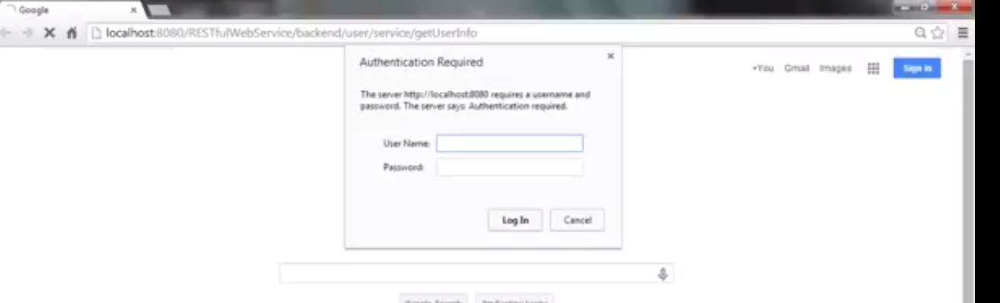 Google
localhost:8080/RESTfulWebService/backend/user/service/getUserInfo
Authentication Required
+You Gmail Images
Sign in
The server http://localhost:8080 requires a username and
password. The server says: Authentication required.
User Name:
Password:
Log In Cancel
Google Search I'm Feeling Lucky